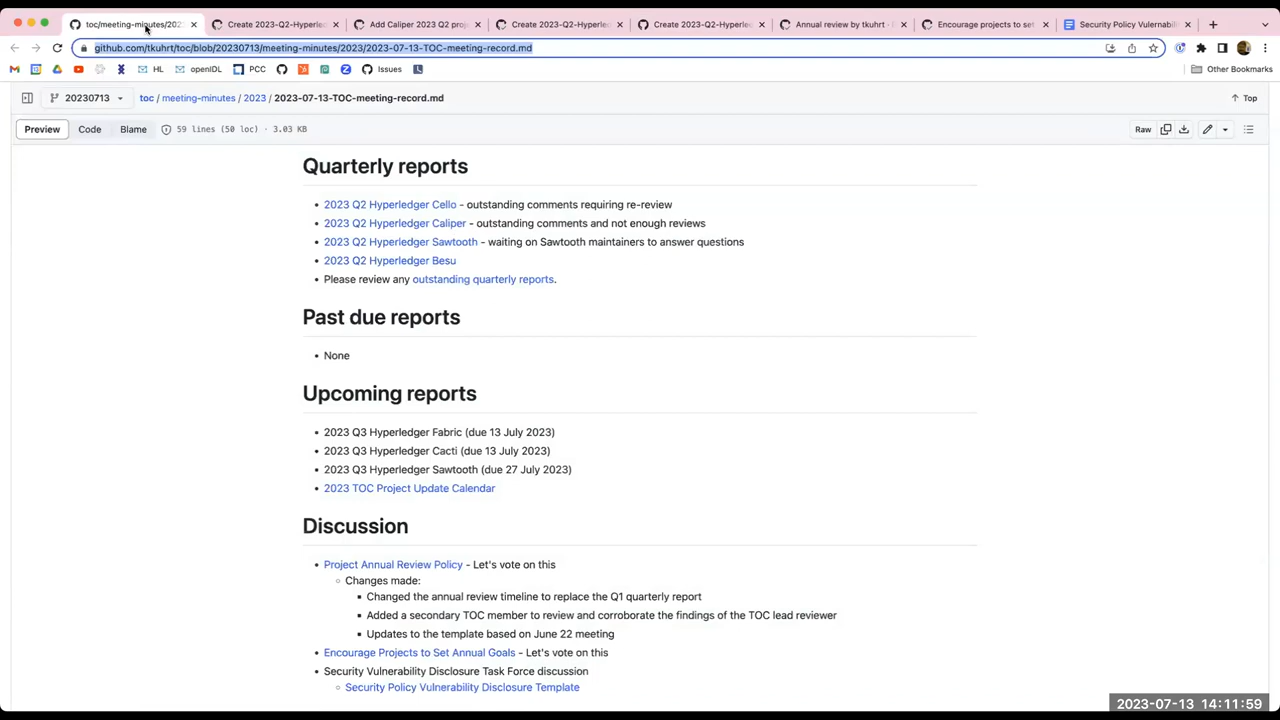 toc/meeting-minutes/202
Create 2023-Q2-Hyperled
Add Caliper 2023 Q2 proj
Create 2023-Q2-Hyperled
Create 2023-Q2-Hyperled
Annual review by tkuhrt ·
Encourage projects to set
Security Policy Vulernabili
github.com/tkuhrt/toc/blob/20230713/meeting-minutes/2023/2023-07-13-TOC-meeting-record.md
HL
openIDL
PCC
Issues
Other Bookmarks
20230713
toc / meeting-minutes / 2023 / 2023-07-13-TOC-meeting-record.md
Top
Preview
Code
Blame
59 lines (50 loc) · 3.03 KB
Raw
Quarterly reports
• 2023 Q2 Hyperledger Cello - outstanding comments requiring re-review
• 2023 Q2 Hyperledger Caliper - outstanding comments and not enough reviews
• 2023 Q2 Hyperledger Sawtooth - waiting on Sawtooth maintainers to answer questions
• 2023 Q2 Hyperledger Besu
• Please review any outstanding quarterly reports.
Past due reports
• None
Upcoming reports
• 2023 Q3 Hyperledger Fabric (due 13 July 2023)
• 2023 Q3 Hyperledger Cacti (due 13 July 2023)
• 2023 Q3 Hyperledger Sawtooth (due 27 July 2023)
• 2023 TOC Project Update Calendar
Discussion
• Project Annual Review Policy - Let's vote on this
◦ Changes made:
▪ Changed the annual review timeline to replace the Q1 quarterly report
▪ Added a secondary TOC member to review and corroborate the findings of the TOC lead reviewer
▪ Updates to the template based on June 22 meeting
• Encourage Projects to Set Annual Goals - Let's vote on this
• Security Vulnerability Disclosure Task Force discussion
◦ Security Policy Vulnerability Disclosure Template
2023-07-13 14:11:59